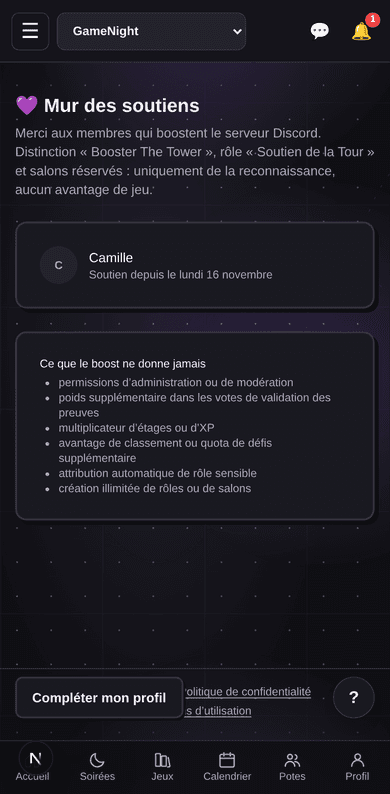 GameNight
1
💜 Mur des soutiens
Merci aux membres qui boostent le serveur Discord.
Distinction « Booster The Tower », rôle « Soutien de la Tour »
et salons réservés : uniquement de la reconnaissance,
aucun avantage de jeu.
C
Camille
Soutien depuis le lundi 16 novembre
Ce que le boost ne donne jamais
• permissions d’administration ou de modération
• poids supplémentaire dans les votes de validation des
preuves
• multiplicateur d’étages ou d’XP
• avantage de classement ou quota de défis
supplémentaire
• attribution automatique de rôle sensible
• création illimitée de rôles ou de salons
Compléter mon profil
olitique de confidentialité
s d’utilisation
?
N
Accueil Soirées Jeux Calendrier Potes Profil